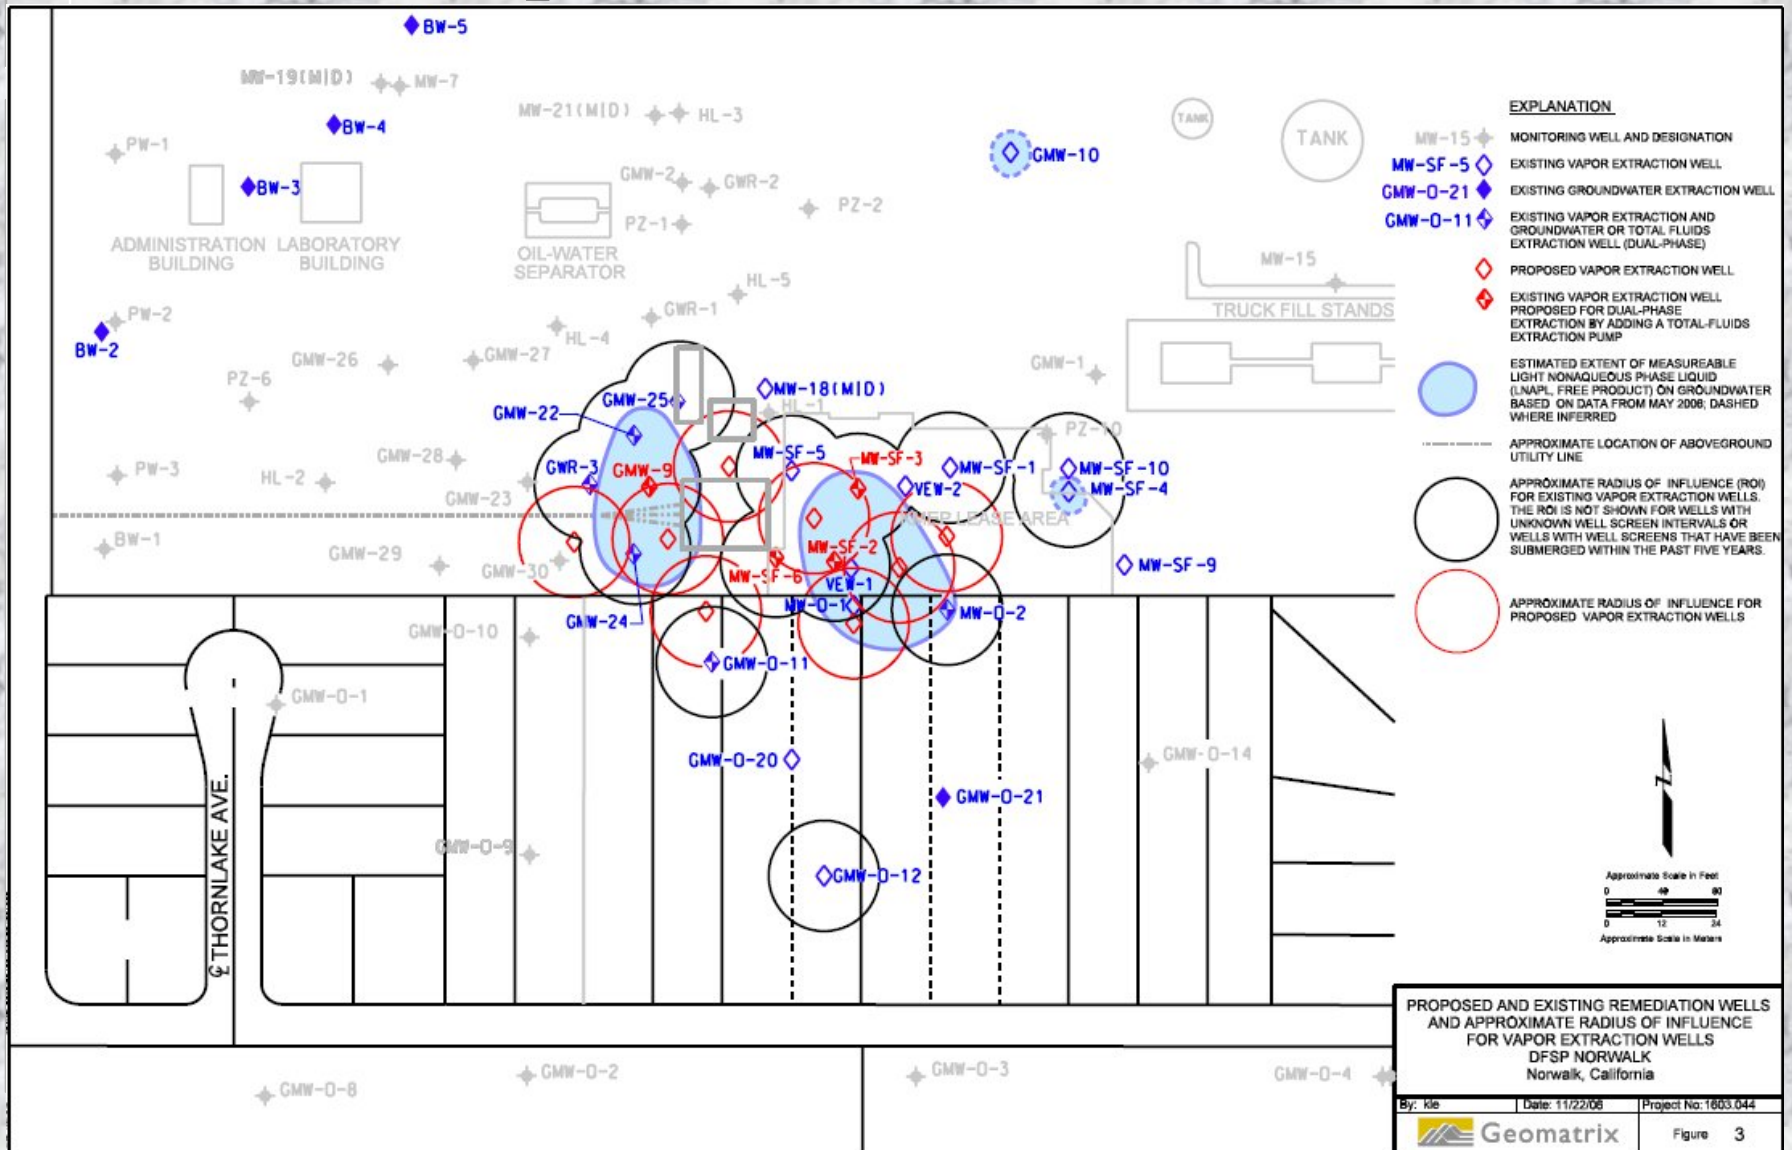 BW-5
MW-19(MID)
MW-7
MW-21(MID)
HL-3
BW-4
PW-1
GMW-10
TANK
TANK
BW-3
GMW-2
GWR-2
PZ-2
PZ-1
ADMINISTRATION
BUILDING
LABORATORY
BUILDING
OIL-WATER
SEPARATOR
MW-15
HL-5
TRUCK FILL STANDS
PW-2
BW-2
GWR-1
HL-4
GMW-26
GMW-27
GMW-1
PZ-6
MW-18(MID)
GMW-25
HL-1
GMW-22
PZ-10
GMW-28
MW-SF-5
MW-SF-3
MW-SF-1
MW-SF-10
PW-3
HL-2
GWR-3
GMW-9
VEW-2
MW-SF-4
GMW-23
KMEP LEASE AREA
BW-1
GMW-29
GMW-30
MW-SF-2
MW-SF-6
VEW-1
MW-SF-9
MW-O-1
MW-O-2
GMW-24
GMW-O-10
GMW-O-11
GMW-O-1
GMW-O-20
GMW-O-14
GMW-O-21
THORNLAKE AVE.
GMW-O-9
GMW-O-12
GMW-O-2
GMW-O-3
GMW-O-4
GMW-O-8
EXPLANATION
MW-15 MONITORING WELL AND DESIGNATION
MW-SF-5 EXISTING VAPOR EXTRACTION WELL
GMW-O-21 EXISTING GROUNDWATER EXTRACTION WELL
GMW-O-11 EXISTING VAPOR EXTRACTION AND
GROUNDWATER OR TOTAL FLUIDS
EXTRACTION WELL (DUAL-PHASE)
PROPOSED VAPOR EXTRACTION WELL
EXISTING VAPOR EXTRACTION WELL
PROPOSED FOR DUAL-PHASE
EXTRACTION BY ADDING A TOTAL-FLUIDS
EXTRACTION PUMP
ESTIMATED EXTENT OF MEASUREABLE
LIGHT NONAQUEOUS PHASE LIQUID
(LNAPL, FREE PRODUCT) ON GROUNDWATER
BASED ON DATA FROM MAY 2006; DASHED
WHERE INFERRED
APPROXIMATE LOCATION OF ABOVEGROUND
UTILITY LINE
APPROXIMATE RADIUS OF INFLUENCE (ROI)
FOR EXISTING VAPOR EXTRACTION WELLS.
THE ROI IS NOT SHOWN FOR WELLS WITH
UNKNOWN WELL SCREEN INTERVALS OR
WELLS WITH WELL SCREENS THAT HAVE BEEN
SUBMERGED WITHIN THE PAST FIVE YEARS.
APPROXIMATE RADIUS OF INFLUENCE FOR
PROPOSED VAPOR EXTRACTION WELLS
Approximate Scale in Feet
0 40 80
0 12 24
Approximate Scale in Meters
PROPOSED AND EXISTING REMEDIATION WELLS
AND APPROXIMATE RADIUS OF INFLUENCE
FOR VAPOR EXTRACTION WELLS
DFSP NORWALK
Norwalk, California
By: kle Date: 11/22/06 Project No: 1603.044
Geomatrix Figure 3